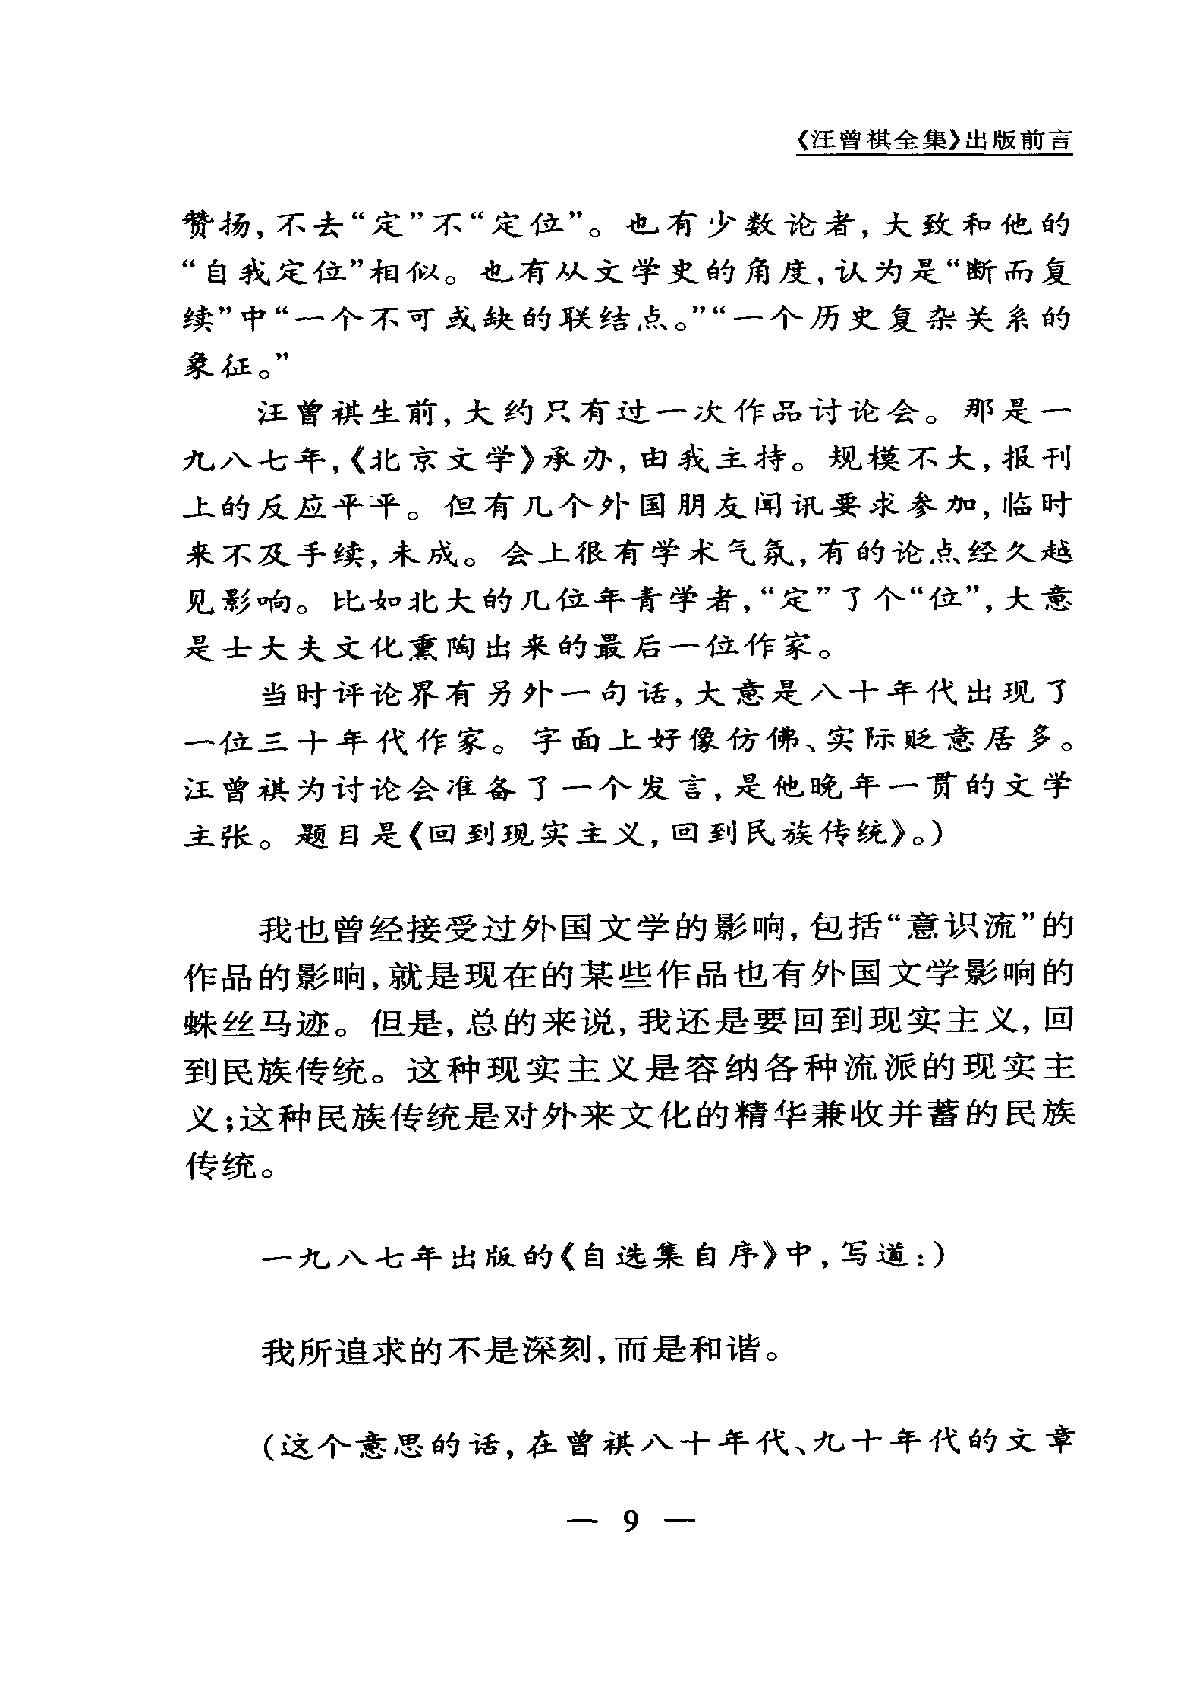 《汪曾祺全集》出版前言
赞扬,不去“定”不“定位”。也有少数论者,大致和他的
“自我定位”相似。也有从文学史的角度,认为是“断而复
续”中“一个不可或缺的联结点。”“一个历史复杂关系的
象征。”
汪曾祺生前,大约只有过一次作品讨论会。那是一
九八七年,《北京文学》承办,由我主持。规模不大,报刊
上的反应平平。但有几个外国朋友闻讯要求参加,临时
来不及手续,未成。会上很有学术气氛,有的论点经久越
见影响。比如北大的几位年青学者,“定”了个“位”,大意
是士大夫文化熏陶出来的最后一位作家。
当时评论界有另外一句话,大意是八十年代出现了
一位三十年代作家。字面上好像仿佛、实际贬意居多。
汪曾祺为讨论会准备了一个发言,是他晚年一贯的文学
主张。题目是《回到现实主义,回到民族传统》。)
我也曾经接受过外国文学的影响,包括“意识流”的
作品的影响,就是现在的某些作品也有外国文学影响的
蛛丝马迹。但是,总的来说,我还是要回到现实主义,回
到民族传统。这种现实主义是容纳各种流派的现实主
义;这种民族传统是对外来文化的精华兼收并蓄的民族
传统。
一九八七年出版的《自选集自序》中,写道:)
我所追求的不是深刻,而是和谐。
(这个意思的话,在曾祺八十年代、九十年代的文章
— 9 —